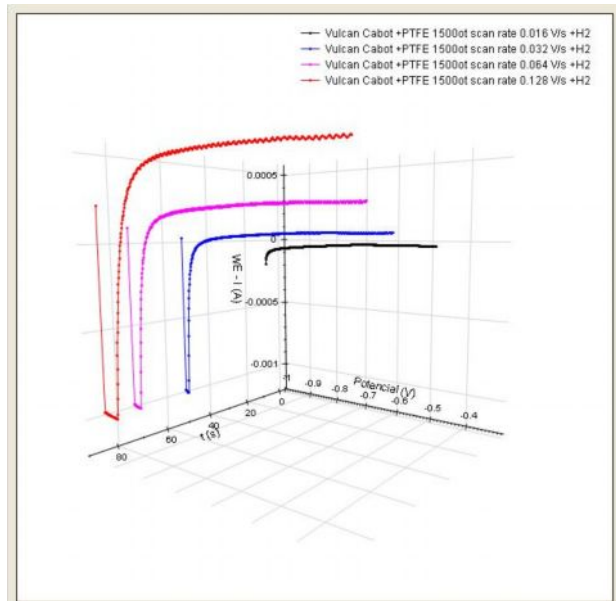 Vulcan Cabot +PTFE 1500ot scan rate 0.016 V/s +H2
Vulcan Cabot +PTFE 1500ot scan rate 0.032 V/s +H2
Vulcan Cabot +PTFE 1500ot scan rate 0.064 V/s +H2
Vulcan Cabot +PTFE 1500ot scan rate 0.128 V/s +H2
0.0005
0
-0.0005
-0.001
WE - I (A)
-1
-0.9
-0.8
-0.7
-0.6
-0.5
-0.4
Potencial (V)
0
20
40
60
80
t (s)